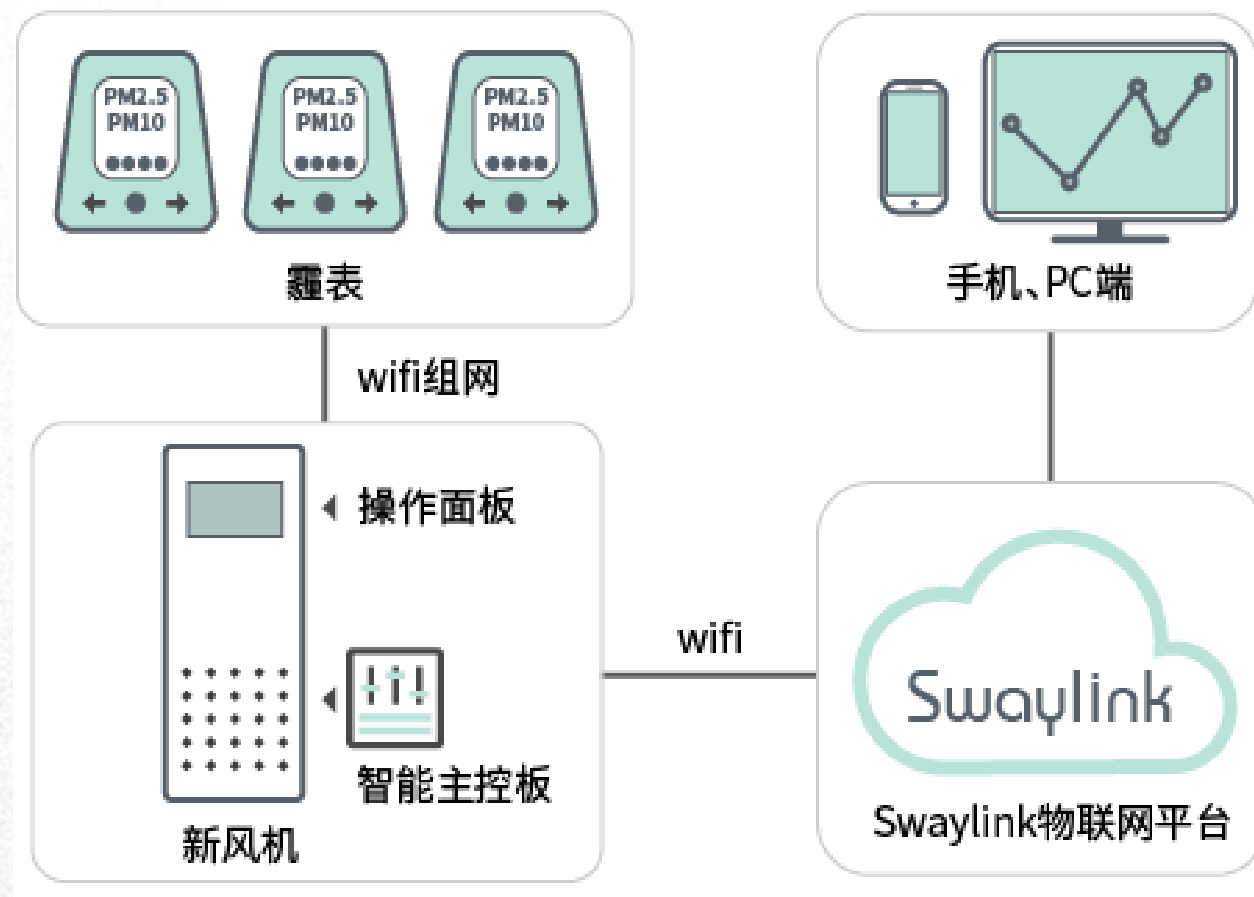 PM2.5
PM10
PM2.5
PM10
PM2.5
PM10
霾表
手机、PC端
wifi组网
操作面板
智能主控板
新风机
wifi
Swaylink
Swaylink物联网平台